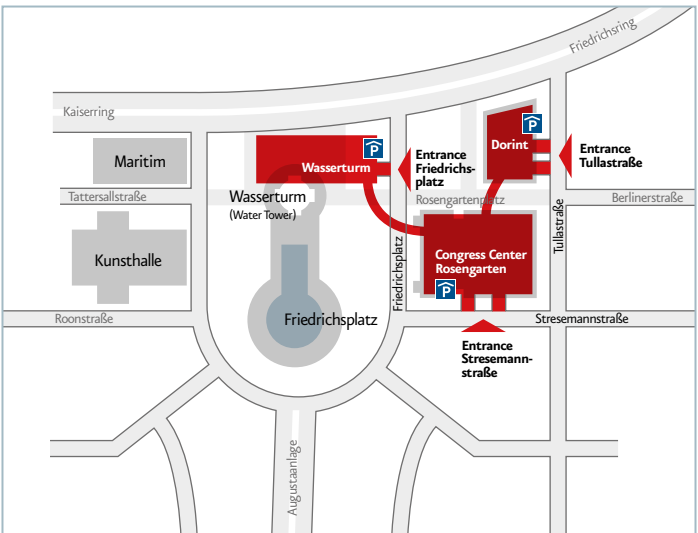 Friedrichsring
Kaiserring
P
P
Dorint
Entrance
Tullastraße
Maritim
Wasserturm
Entrance
Friedrichs-
platz
Tattersallstraße
Wasserturm
(Water Tower)
Rosengartenplatz
Berlinerstraße
Tullastraße
Friedrichsplatz
Kunsthalle
Congress Center
Rosengarten
P
Roonstraße
Friedrichsplatz
Stresemannstraße
Entrance
Stresemann-
straße
Augustaanlage